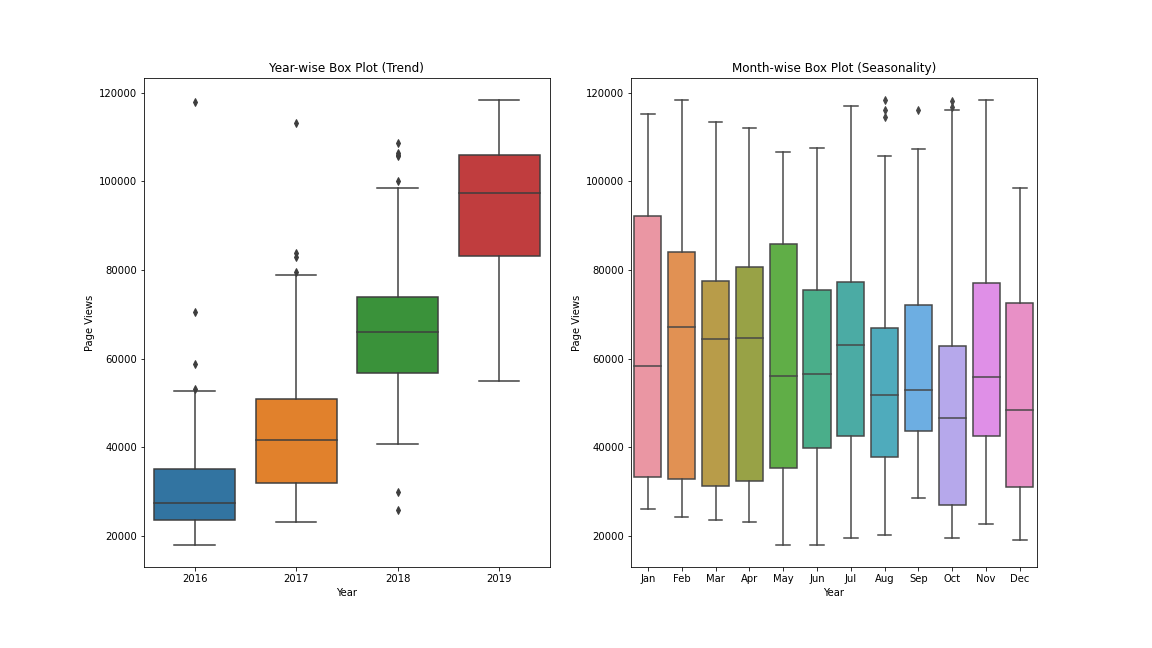 Year-wise Box Plot (Trend)
120000
100000
80000
60000
40000
20000
Page Views
2016 2017 2018 2019
Year
Month-wise Box Plot (Seasonality)
120000
100000
80000
60000
40000
20000
Page Views
Jan Feb Mar Apr May Jun Jul Aug Sep Oct Nov Dec
Year